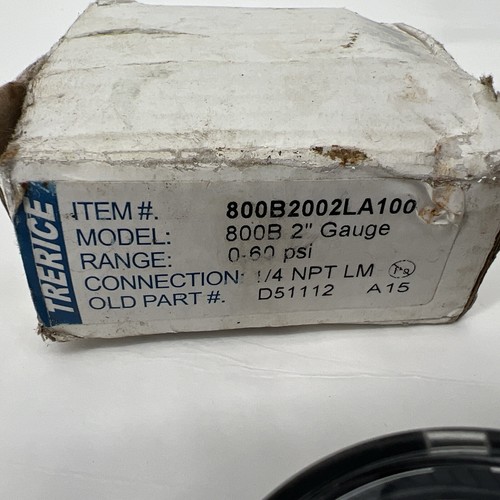 TRERICE
ITEM #. 800B2002LA100
MODEL: 800B 2" Gauge
RANGE: 0-60 psi
CONNECTION: 1/4 NPT LM
OLD PART #. D51112 A15